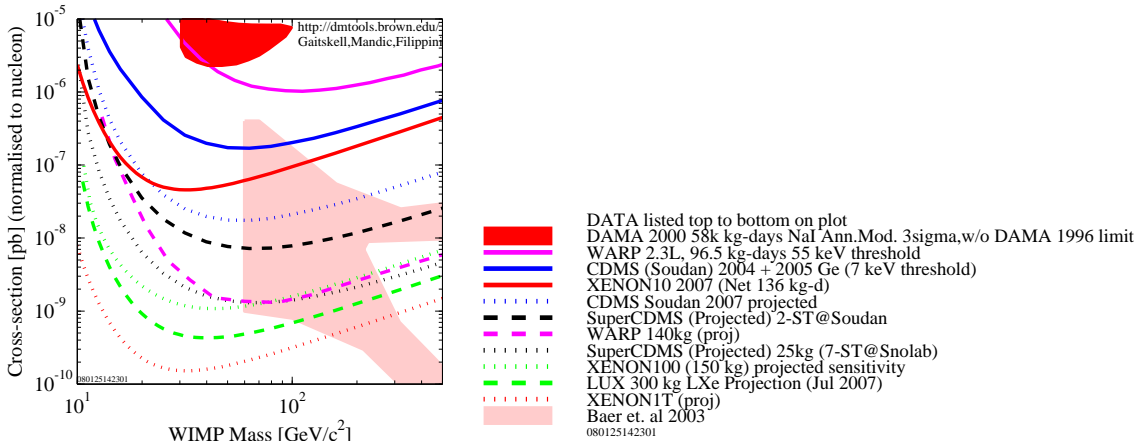 http://dmtools.brown.edu/
Gaitskell,Mandic,Filippini
10^-5
10^-6
10^-7
10^-8
10^-9
10^-10
Cross-section [pb] (normalised to nucleon)
080125142301
10^1
10^2
WIMP Mass [GeV/c^2]
DATA listed top to bottom on plot
DAMA 2000 58k kg-days NaI Ann.Mod. 3sigma,w/o DAMA 1996 limit
WARP 2.3L, 96.5 kg-days 55 keV threshold
CDMS (Soudan) 2004 + 2005 Ge (7 keV threshold)
XENON10 2007 (Net 136 kg-d)
CDMS Soudan 2007 projected
SuperCDMS (Projected) 2-ST@Soudan
WARP 140kg (proj)
SuperCDMS (Projected) 25kg (7-ST@Snolab)
XENON100 (150 kg) projected sensitivity
LUX 300 kg LXe Projection (Jul 2007)
XENON1T (proj)
Baer et. al 2003
080125142301